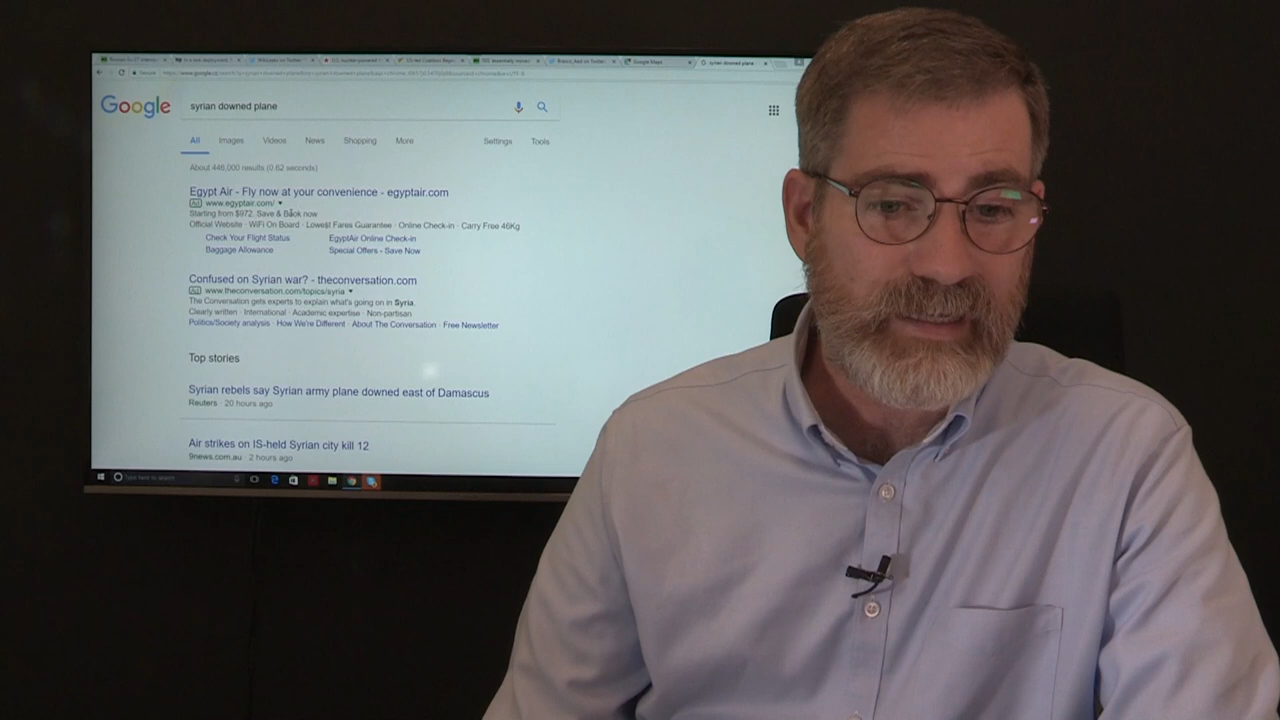 Secure
Google
syrian downed plane
All Images Videos News Shopping More Settings Tools
About 446,000 results (0.62 seconds)
Egypt Air - Fly now at your convenience - egyptair.com
Ad www.egyptair.com/
Starting from $972. Save & Book now
Official Website · WiFi On Board · Lowest Fares Guarantee · Online Check-in · Carry Free 46Kg
Check Your Flight Status EgyptAir Online Check-in
Baggage Allowance Special Offers - Save Now
Confused on Syrian war? - theconversation.com
Ad www.theconversation.com/topics/syria
The Conversation gets experts to explain what's going on in Syria.
Clearly written · International · Academic expertise · Non-partisan
Politics/Society analysis · How We're Different · About The Conversation · Free Newsletter
Top stories
Syrian rebels say Syrian army plane downed east of Damascus
Reuters · 20 hours ago
Air strikes on IS-held Syrian city kill 12
9news.com.au · 2 hours ago
Type here to search